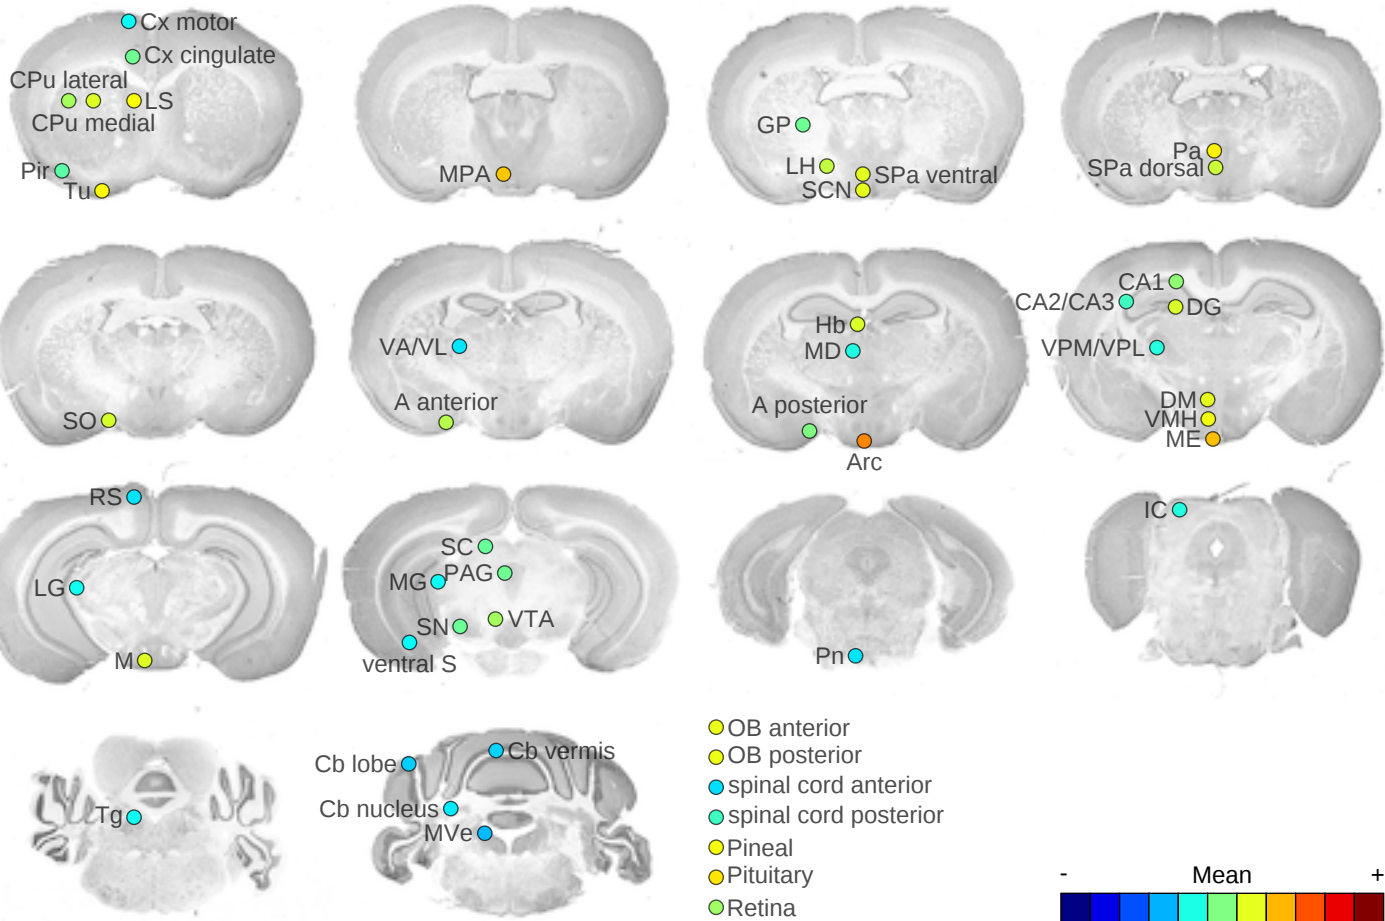 Cx motor
Cx cingulate
CPu lateral
LS
CPu medial
Pir
Tu
MPA
GP
LH
SPa ventral
SCN
Pa
SPa dorsal
SO
VA/VL
A anterior
Hb
MD
A posterior
Arc
CA1
CA2/CA3
DG
VPM/VPL
DM
VMH
ME
RS
LG
M
SC
MG
PAG
SN
VTA
ventral S
Pn
IC
Tg
Cb lobe
Cb vermis
Cb nucleus
MVe
OB anterior
OB posterior
spinal cord anterior
spinal cord posterior
Pineal
Pituitary
Retina
- Mean +